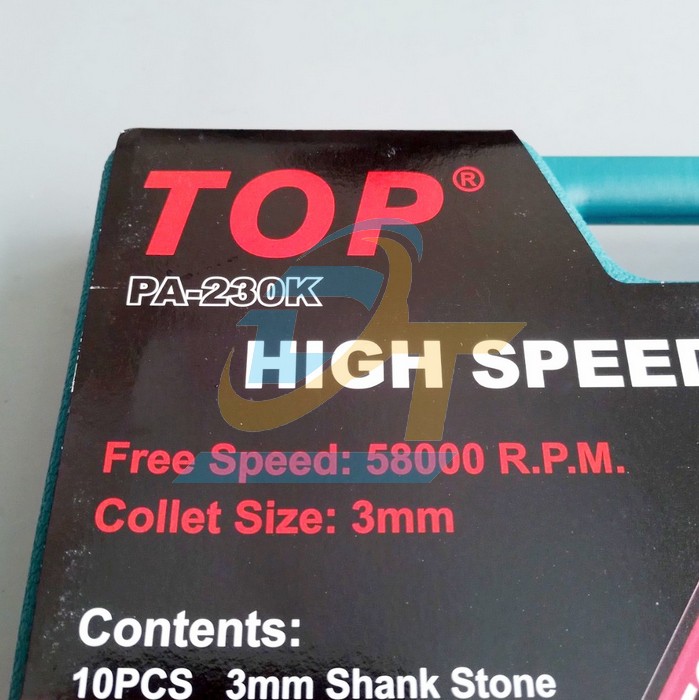 TOP®
PA-230K
HIGH SPEED
Free Speed: 58000 R.P.M.
Collet Size: 3mm
Contents:
10PCS 3mm Shank Stone